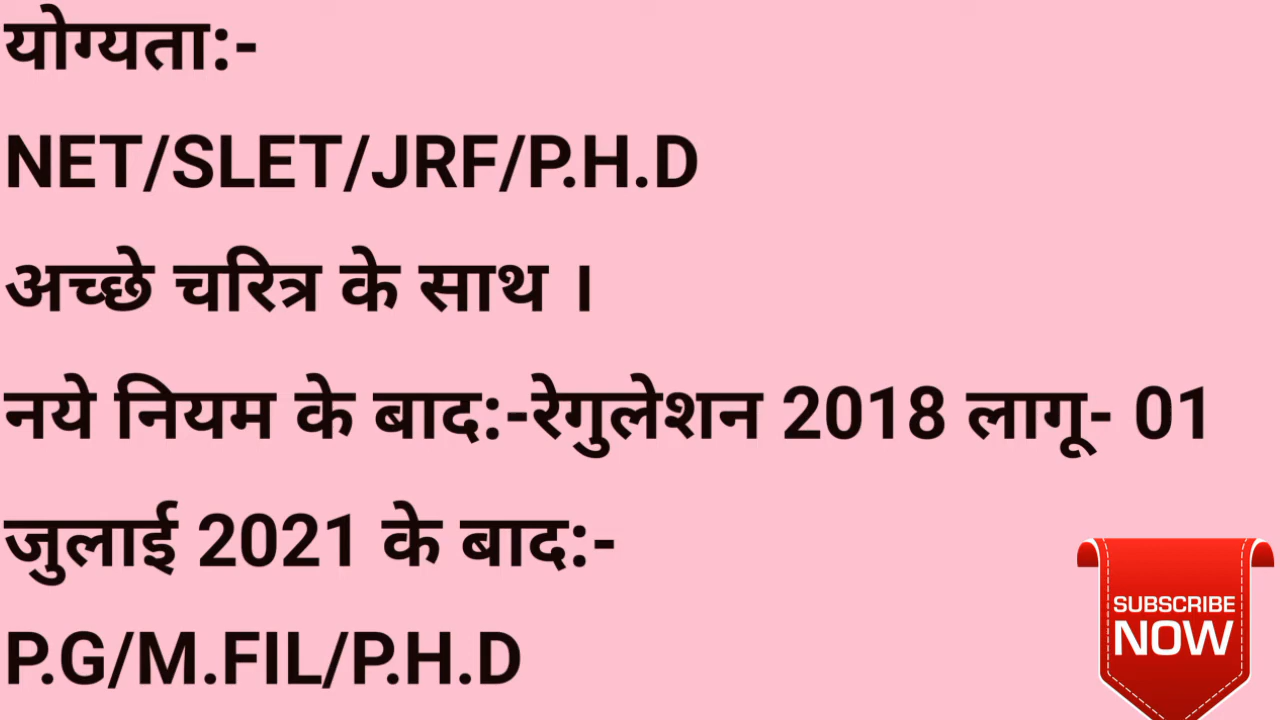 योग्यता:-
NET/SLET/JRF/P.H.D
अच्छे चरित्र के साथ ।
नये नियम के बाद:-रेगुलेशन 2018 लागू- 01
जुलाई 2021 के बाद:-
P.G/M.FIL/P.H.D
SUBSCRIBE
NOW